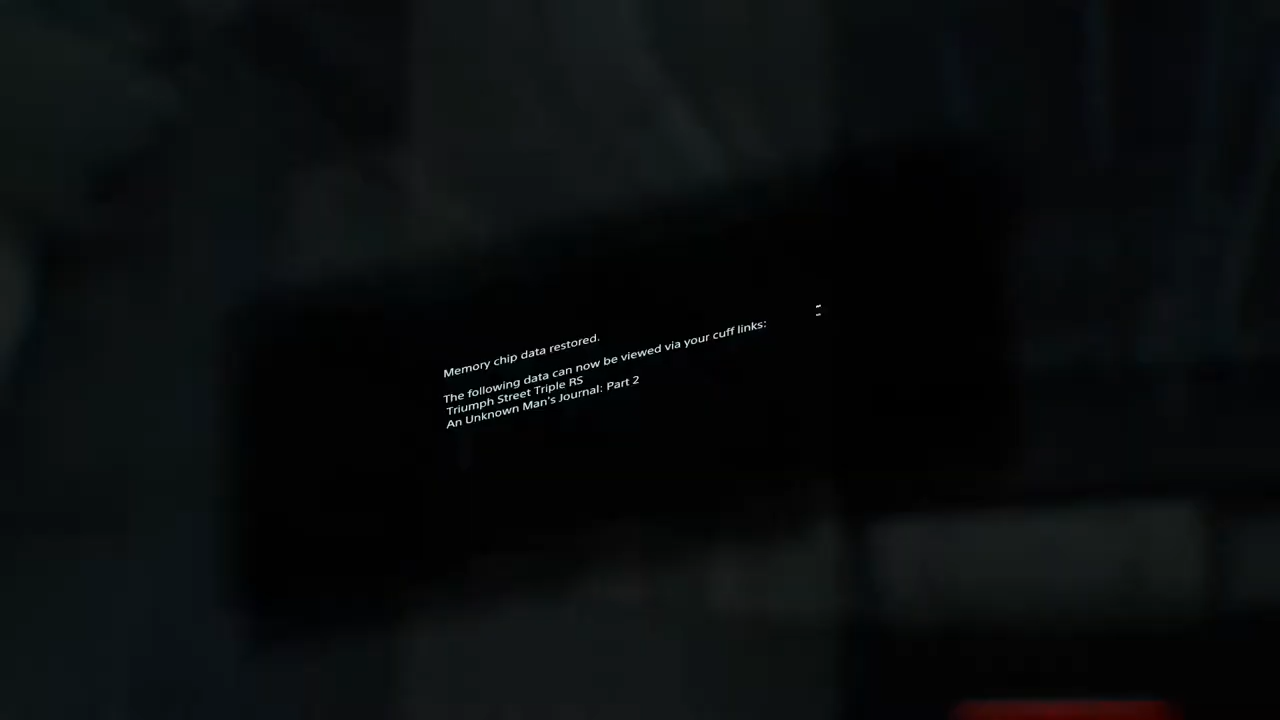 Memory chip data restored.
The following data can now be viewed via your cuff links:
Triumph Street Triple RS
An Unknown Man's Journal: Part 2